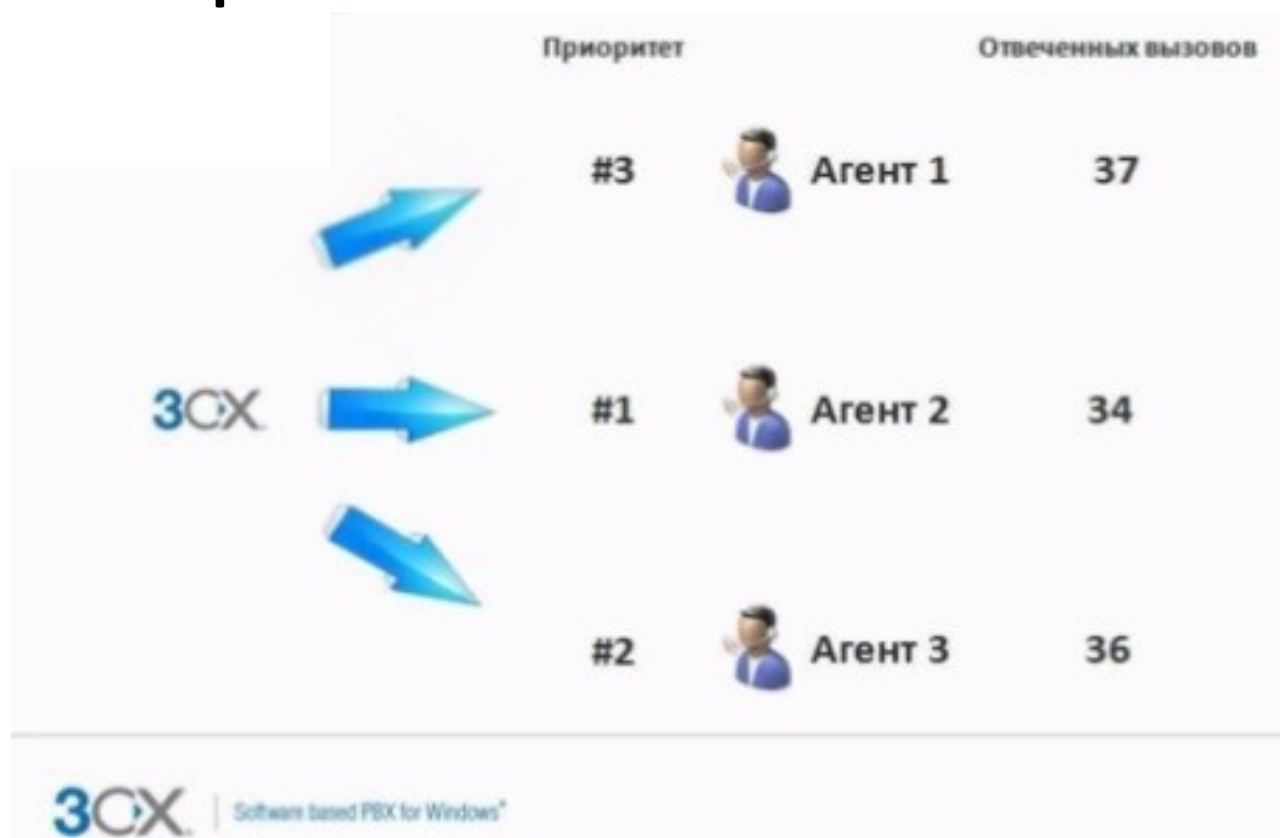 Приоритет Отвеченных вызовов
#3 Агент 1 37
3CX #1 Агент 2 34
#2 Агент 3 36
3CX. Software based PBX for Windows®